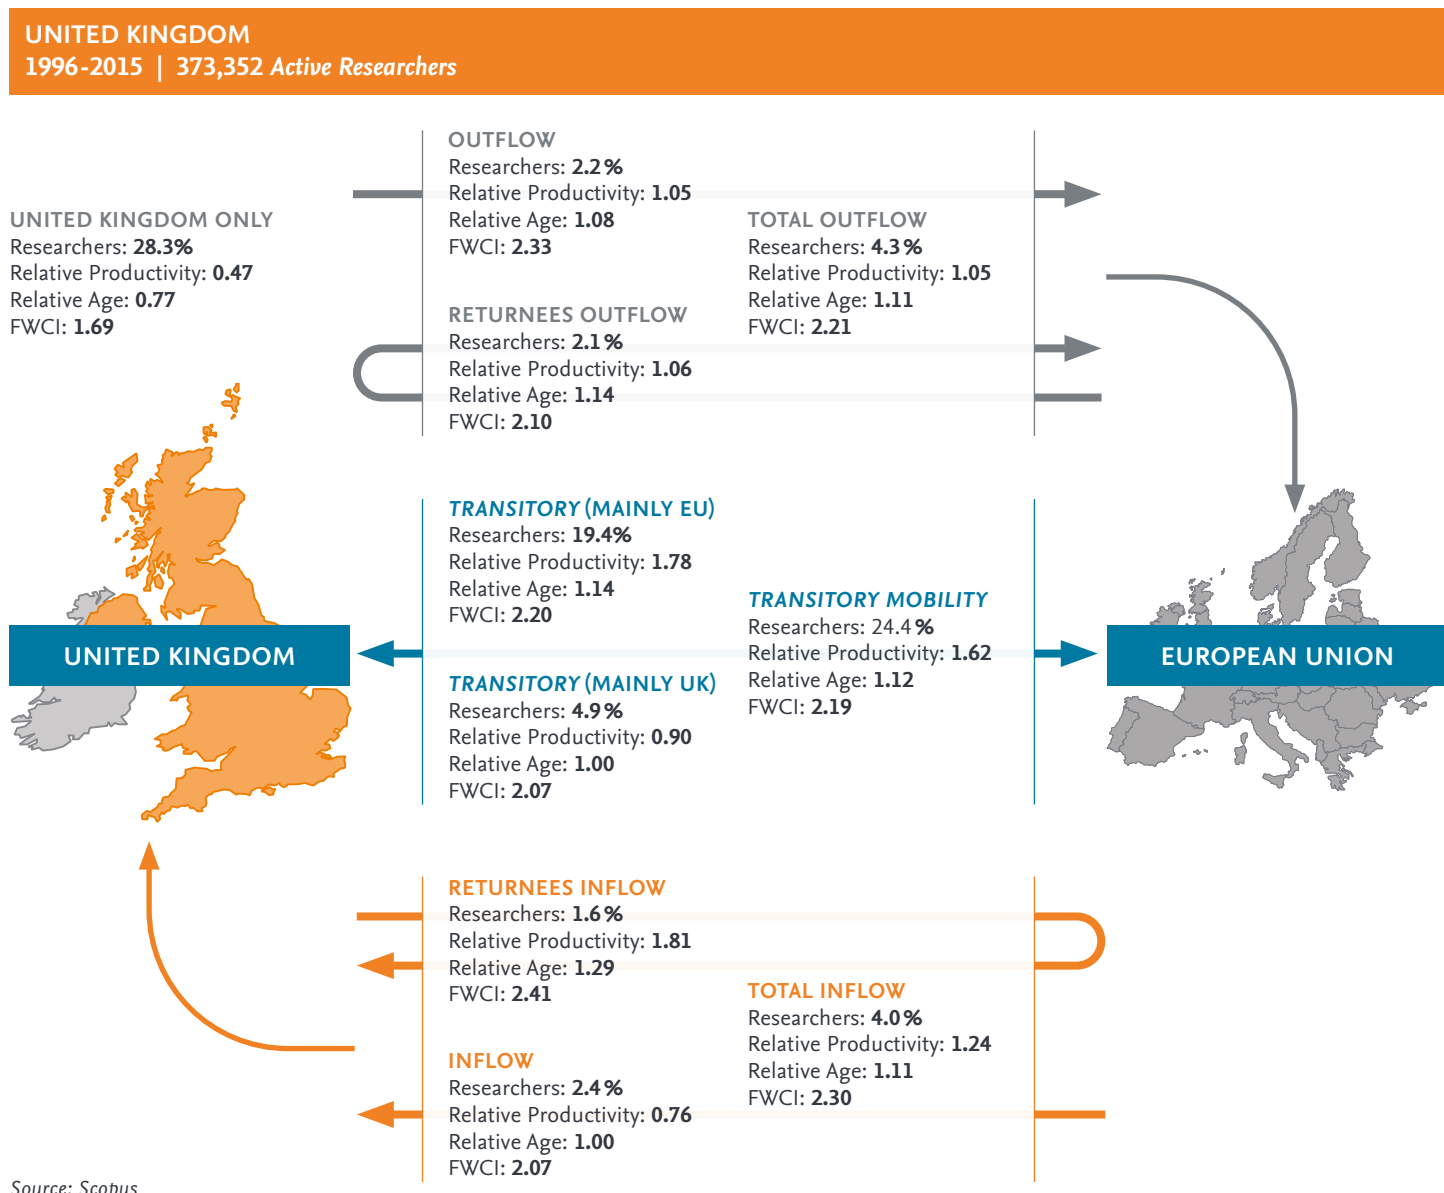 UNITED KINGDOM
1996-2015 | 373,352 Active Researchers
UNITED KINGDOM ONLY
Researchers: 28.3%
Relative Productivity: 0.47
Relative Age: 0.77
FWCI: 1.69
OUTFLOW
Researchers: 2.2%
Relative Productivity: 1.05
Relative Age: 1.08
FWCI: 2.33
RETURNEES OUTFLOW
Researchers: 2.1%
Relative Productivity: 1.06
Relative Age: 1.14
FWCI: 2.10
TOTAL OUTFLOW
Researchers: 4.3%
Relative Productivity: 1.05
Relative Age: 1.11
FWCI: 2.21
UNITED KINGDOM
TRANSITORY (MAINLY EU)
Researchers: 19.4%
Relative Productivity: 1.78
Relative Age: 1.14
FWCI: 2.20
TRANSITORY (MAINLY UK)
Researchers: 4.9%
Relative Productivity: 0.90
Relative Age: 1.00
FWCI: 2.07
TRANSITORY MOBILITY
Researchers: 24.4%
Relative Productivity: 1.62
Relative Age: 1.12
FWCI: 2.19
EUROPEAN UNION
RETURNEES INFLOW
Researchers: 1.6%
Relative Productivity: 1.81
Relative Age: 1.29
FWCI: 2.41
INFLOW
Researchers: 2.4%
Relative Productivity: 0.76
Relative Age: 1.00
FWCI: 2.07
TOTAL INFLOW
Researchers: 4.0%
Relative Productivity: 1.24
Relative Age: 1.11
FWCI: 2.30
Source: Scopus